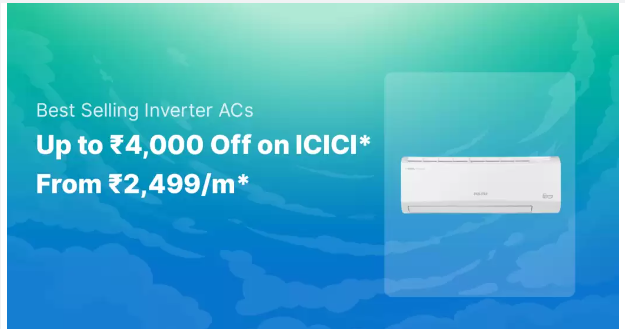 Best Selling Inverter ACs
Up to ₹4,000 Off on ICICI*
From ₹2,499/m*